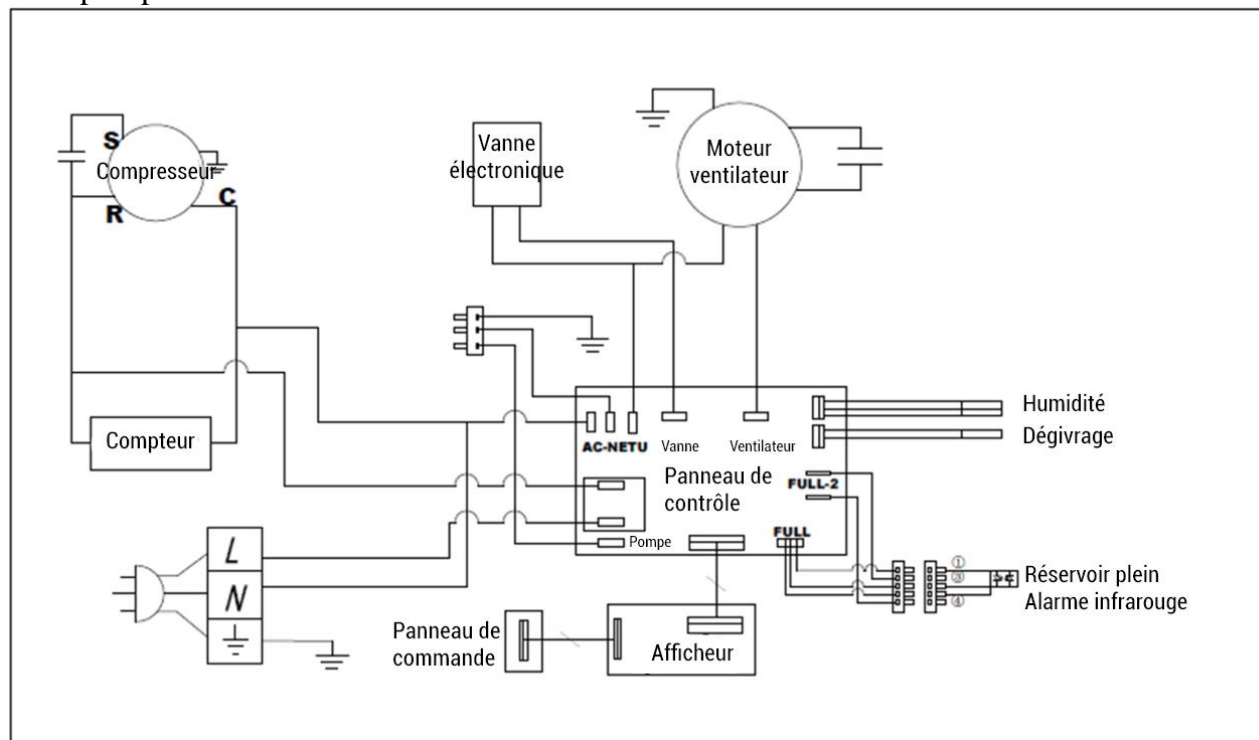 S
Compresseur
R
C
Vanne
électronique
Moteur
ventilateur
Compteur
AC-NETU
Vanne
Ventilateur
Humidité
Dégivrage
Panneau de
contrôle
FULL-2
FULL
Pompe
L
N
①
③
④
Réservoir plein
Alarme infrarouge
Panneau de
commande
Afficheur